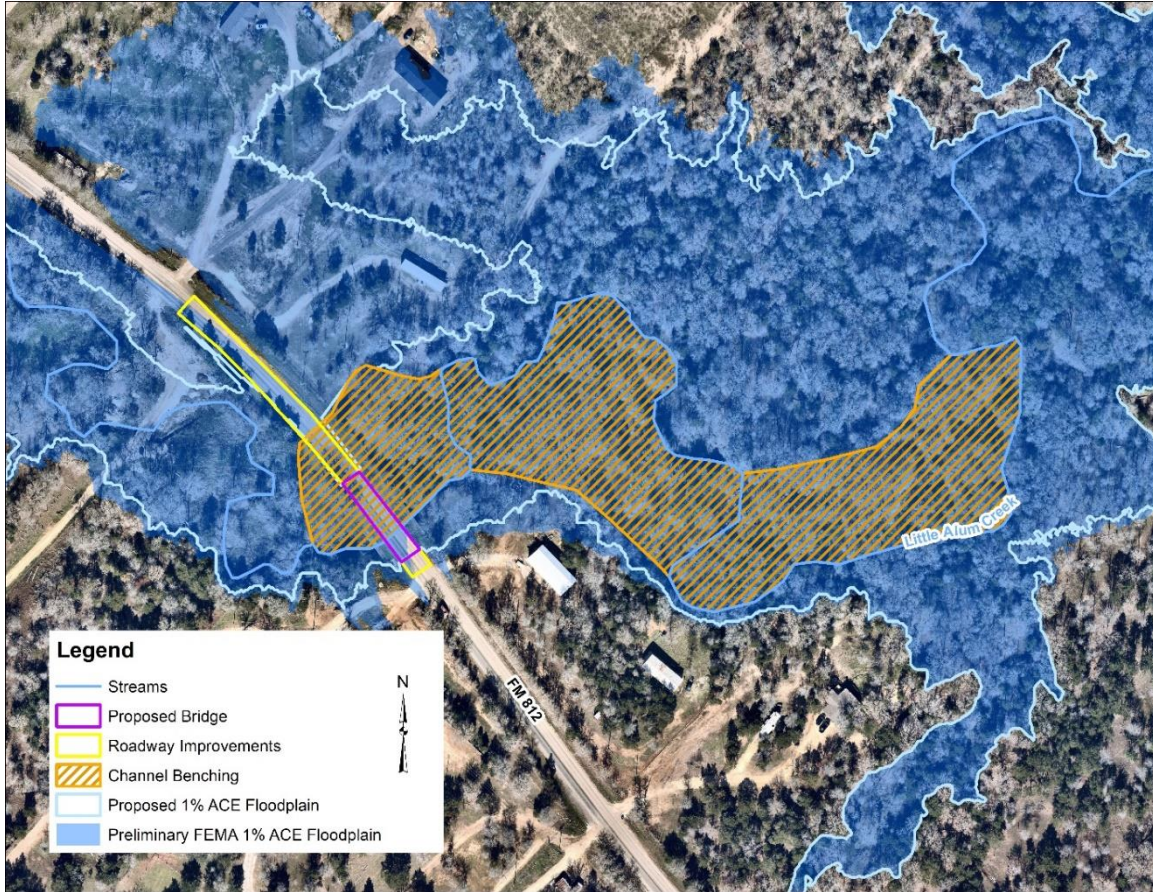 Little Alum Creek
FM 812
Legend
N
Streams
Proposed Bridge
Roadway Improvements
Channel Benching
Proposed 1% ACE Floodplain
Preliminary FEMA 1% ACE Floodplain